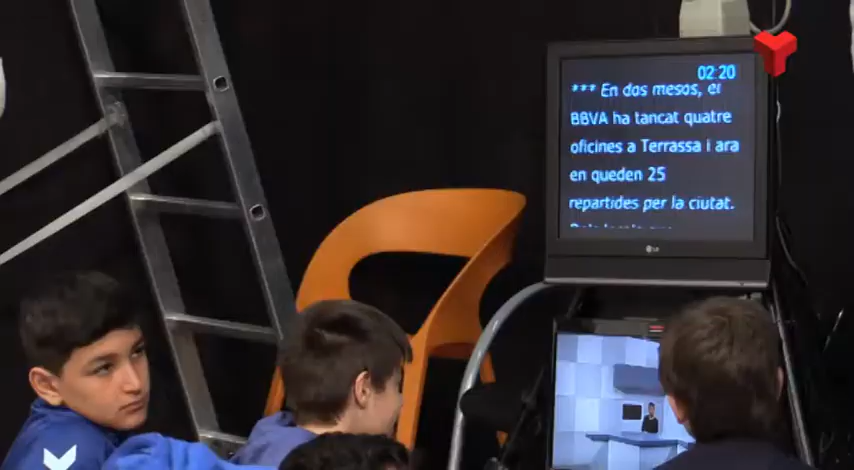 02:20
*** En dos mesos, el
BBVA ha tancat quatre
oficines a Terrassa i ara
en queden 25
repartides per la ciutat.
LG